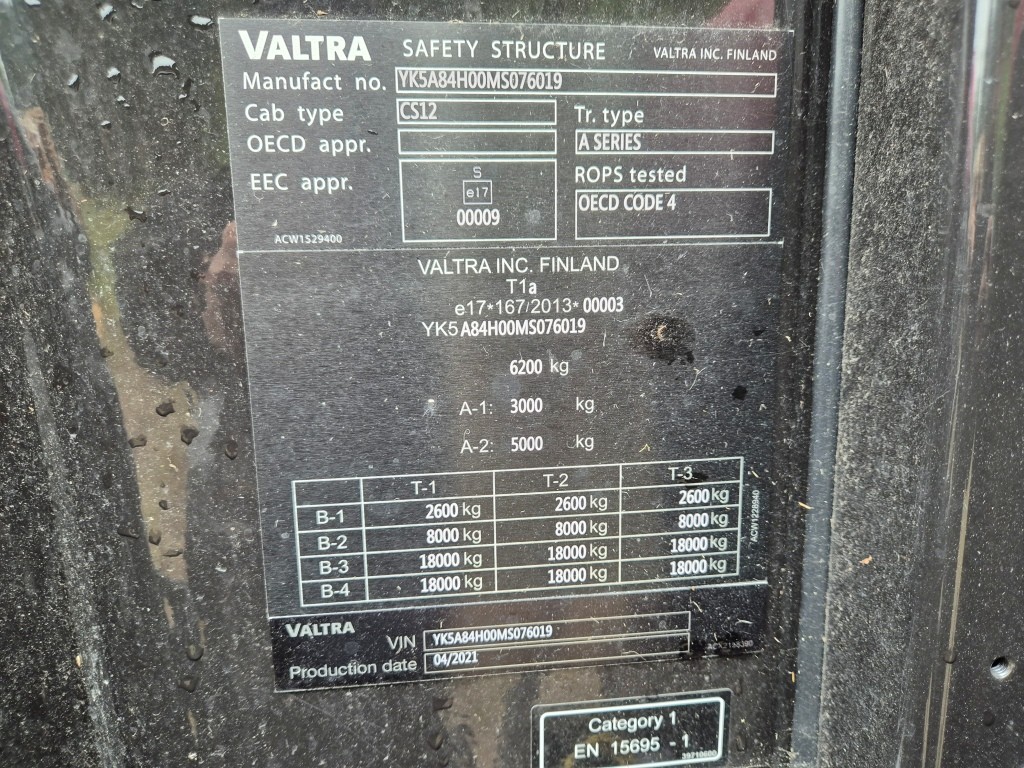 VALTRA SAFETY STRUCTURE VALTRA INC. FINLAND
Manufact no. YK5A84H00MS076019
Cab type CS12 Tr. type
OECD appr. A SERIES
EEC appr. S ROPS tested
e17 OECD CODE 4
00009
ACW1529400
VALTRA INC. FINLAND
T1a
e17*167/2013*00003
YK5A84H00MS076019
6200 kg
A-1: 3000 kg
A-2: 5000 kg
T-1 T-2 T-3
B-1 2600 kg 2600 kg 2600 kg
B-2 8000 kg 8000 kg 8000 kg
B-3 18000 kg 18000 kg 18000 kg
B-4 18000 kg 18000 kg 18000 kg
ACW1228940
VALTRA
VIN YK5A84H00MS076019
Production date 04/2021
Category 1
EN 15695 - 1